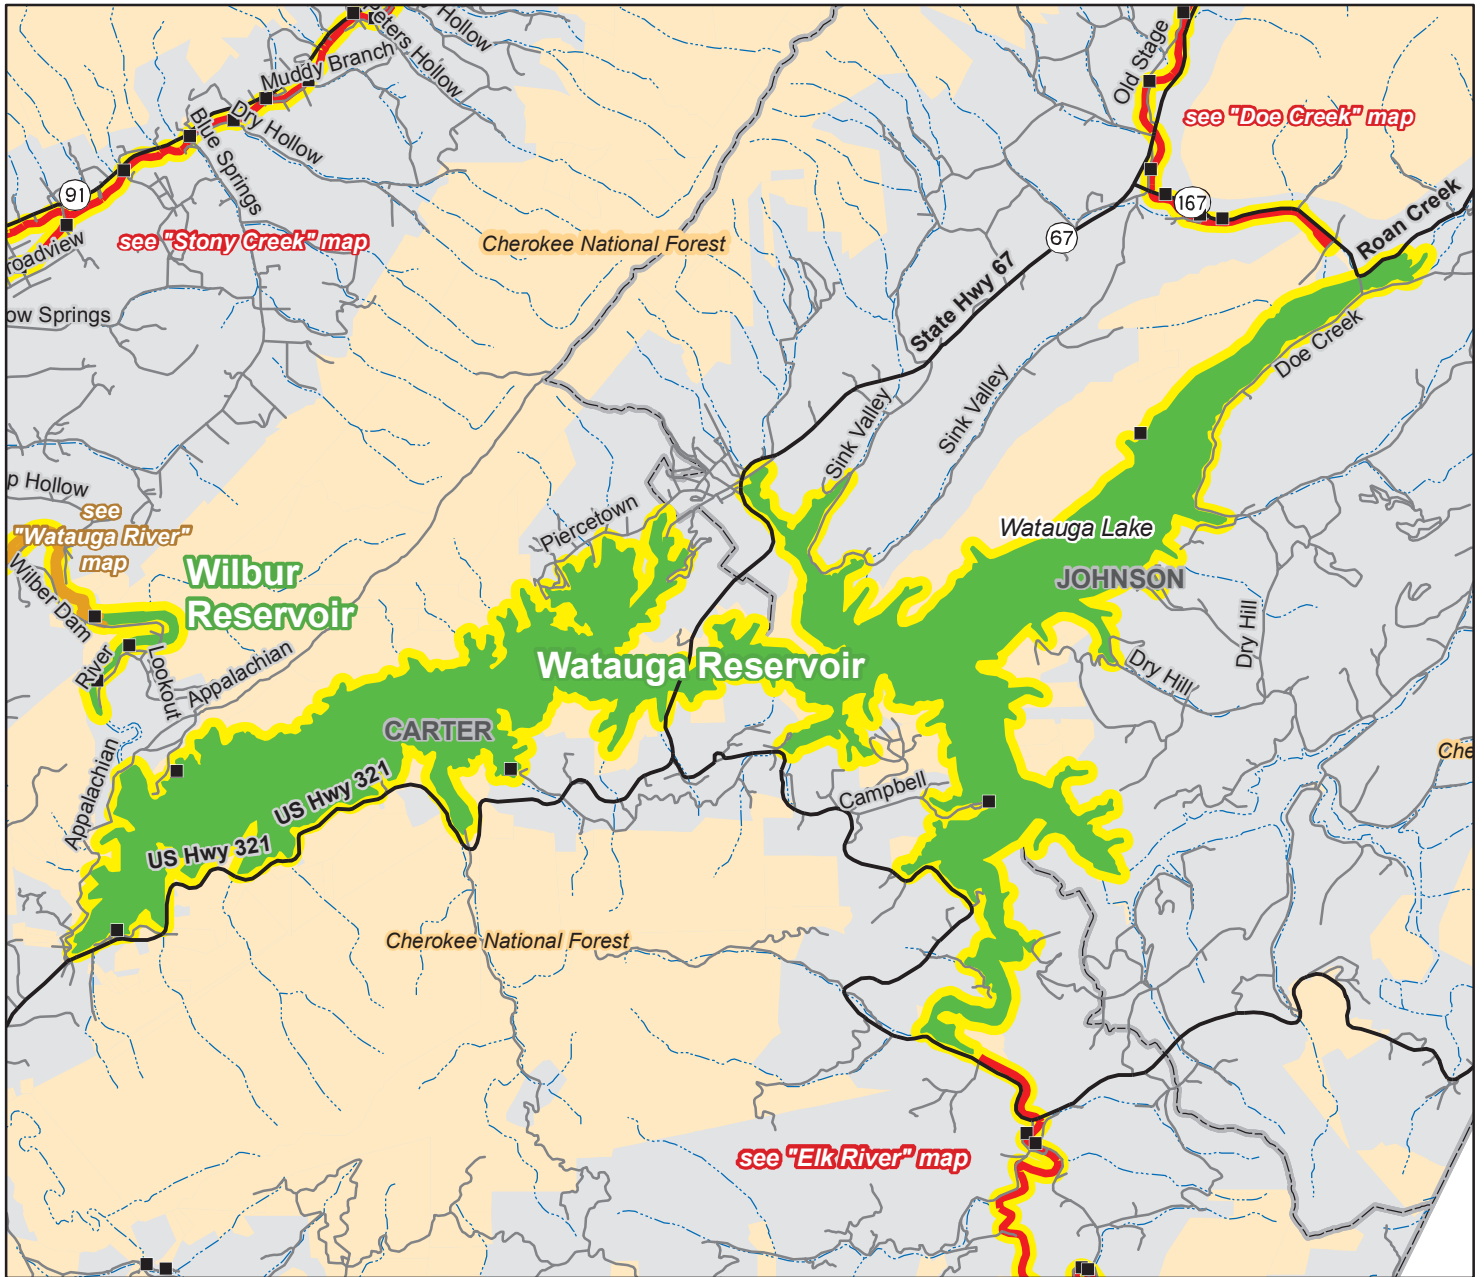 Hollow
Peters Hollow
Muddy Branch
Dry Hollow
Blue Springs
Old Stage
see "Doe Creek" map
91
167
Roan Creek
roadview
see "Stony Creek" map
Cherokee National Forest
67
State Hwy 67
ow Springs
Doe Creek
Sink Valley
Sink Valley
p Hollow
see
"Watauga River"
map
Piercetown
Watauga Lake
Wilbur
Reservoir
Wilber Dam
JOHNSON
River
Lookout
Appalachian
Watauga Reservoir
Dry Hill
Dry Hill
CARTER
Che
Appalachian
US Hwy 321
Campbell
US Hwy 321
Cherokee National Forest
see "Elk River" map